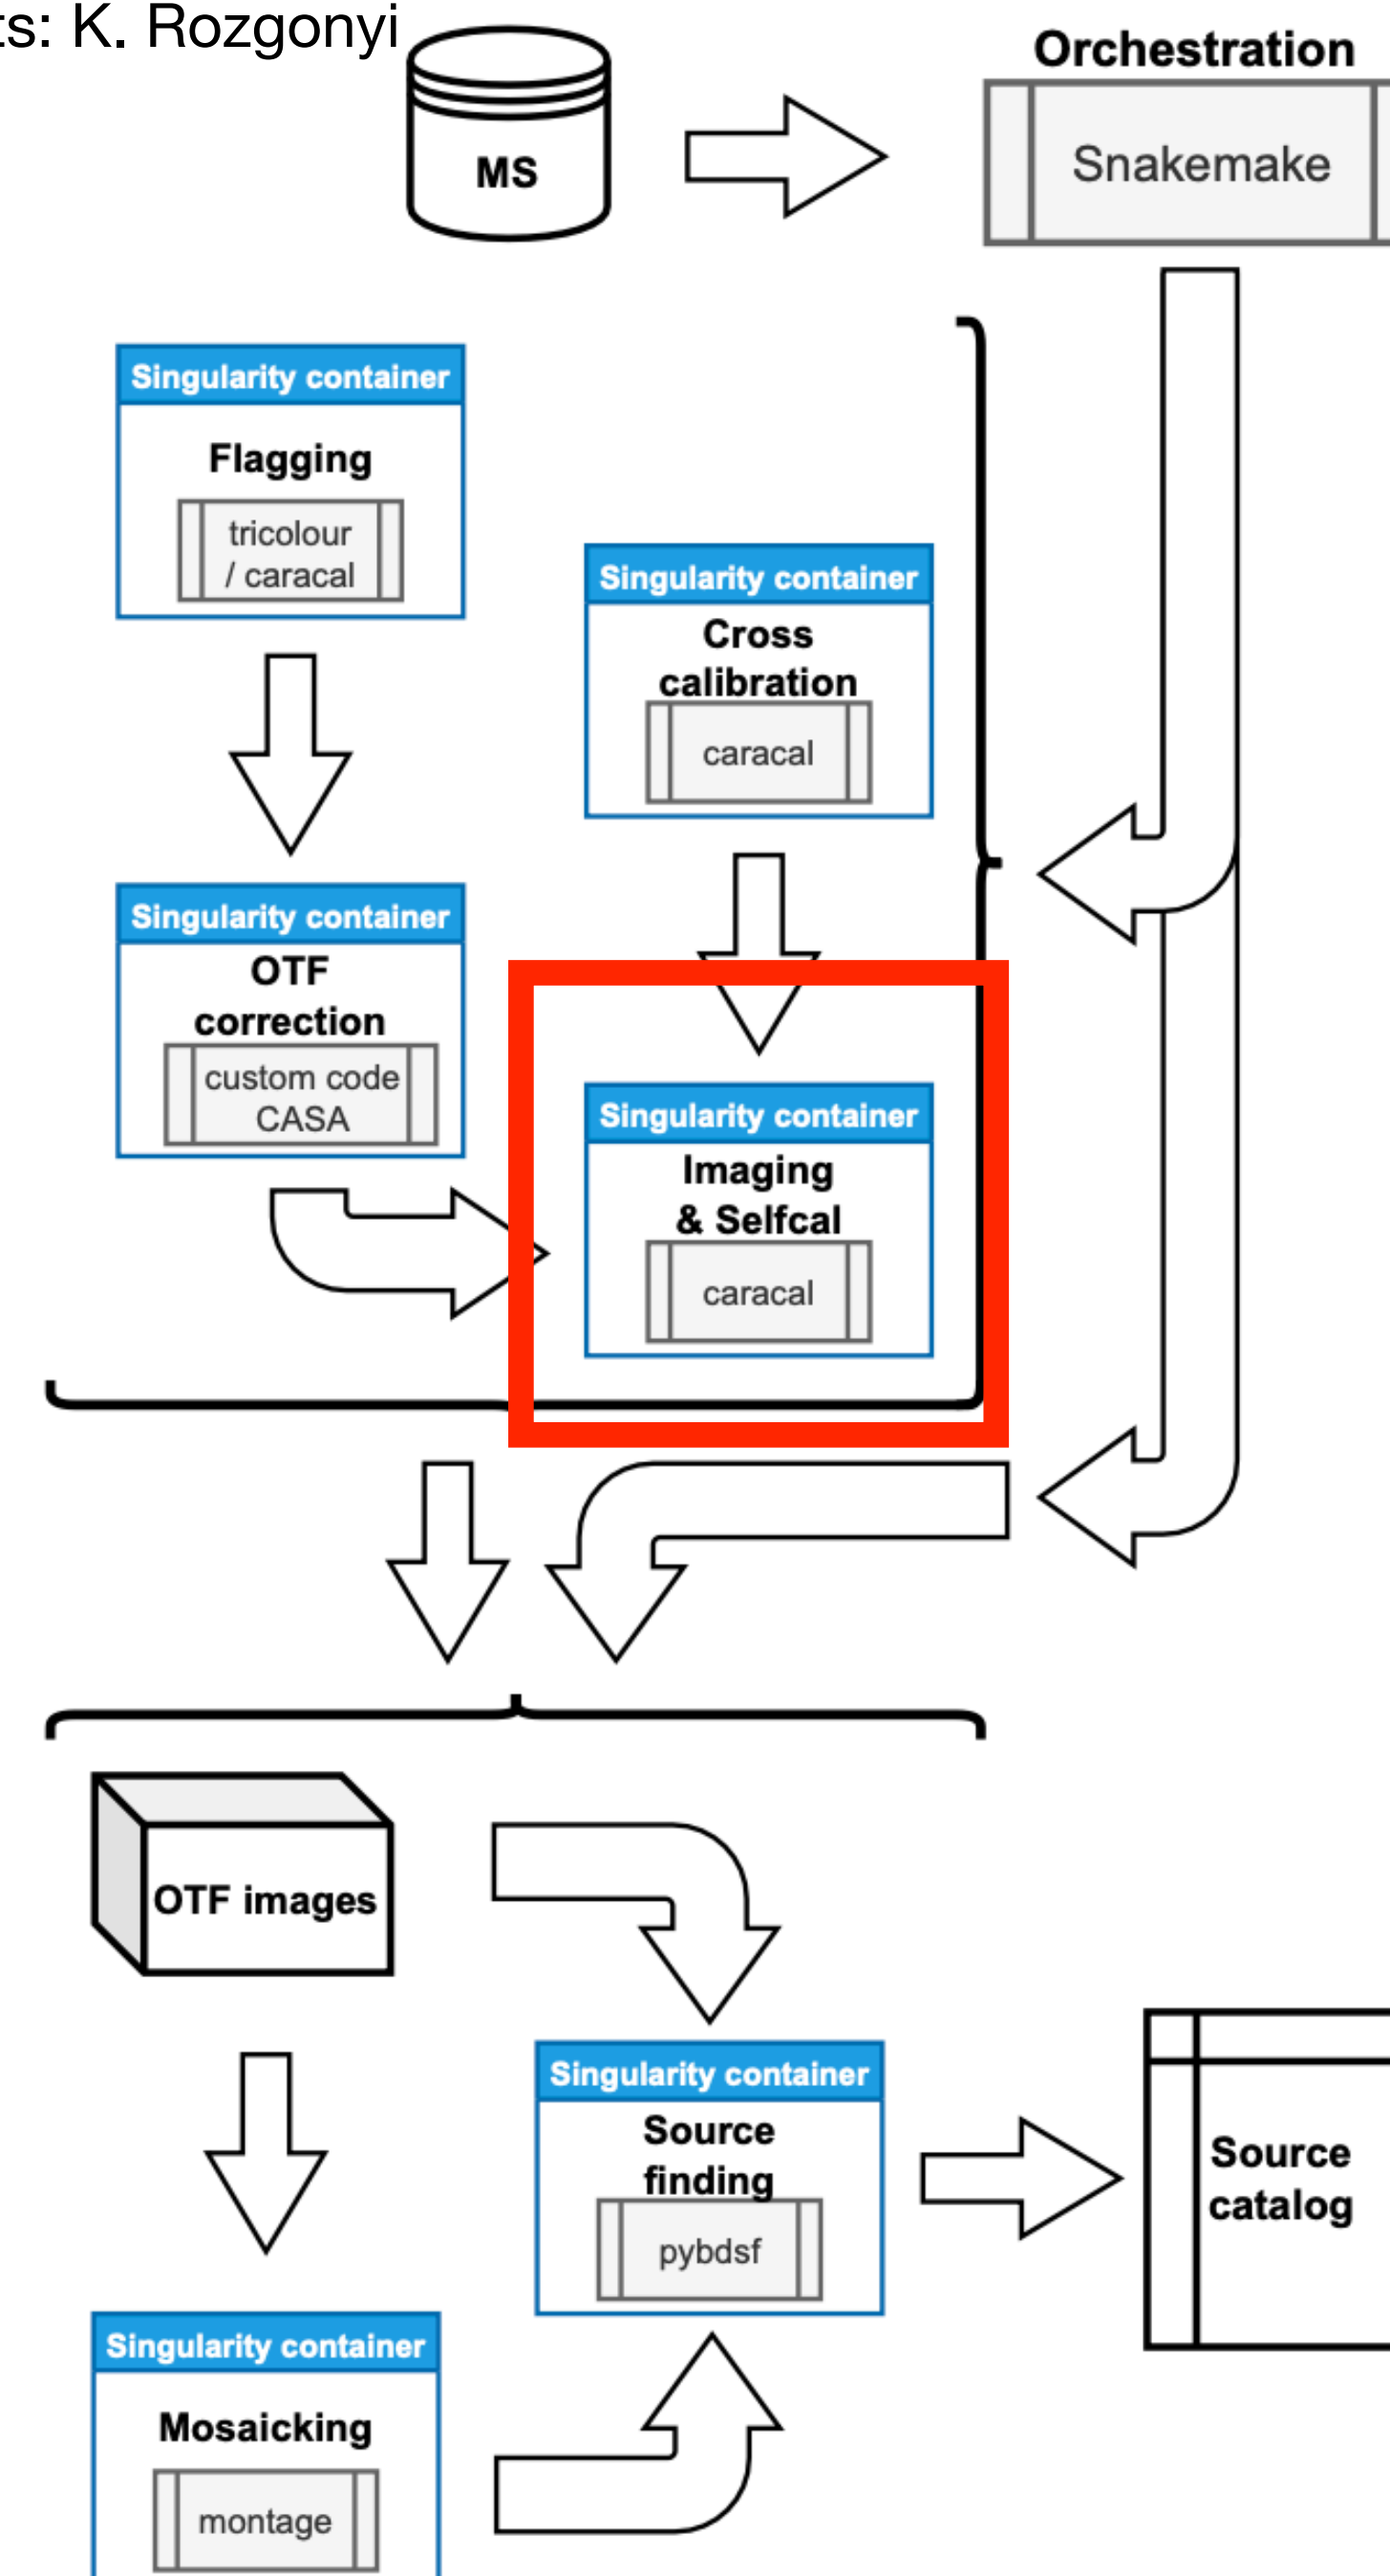 ts: K. Rozgonyi
MS
Orchestration
Snakemake
Singularity container
Flagging
tricolour
/ caracal
Singularity container
Cross
calibration
caracal
Singularity container
OTF
correction
custom code
CASA
Singularity container
Imaging
& Selfcal
caracal
OTF images
Singularity container
Source
finding
pybdsf
Source
catalog
Singularity container
Mosaicking
montage